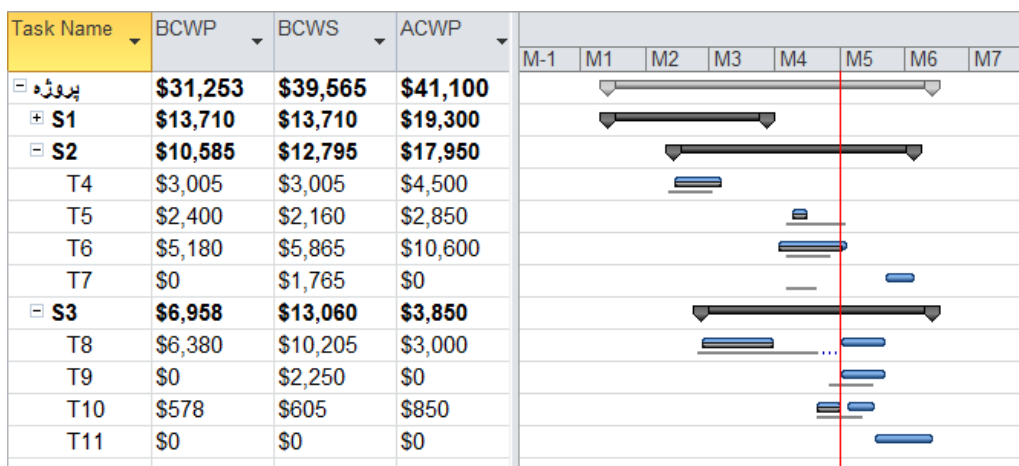 Task Name BCWP BCWS ACWP
M-1 M1 M2 M3 M4 M5 M6 M7
پروژه $31,253 $39,565 $41,100
S1 $13,710 $13,710 $19,300
S2 $10,585 $12,795 $17,950
T4 $3,005 $3,005 $4,500
T5 $2,400 $2,160 $2,850
T6 $5,180 $5,865 $10,600
T7 $0 $1,765 $0
S3 $6,958 $13,060 $3,850
T8 $6,380 $10,205 $3,000
T9 $0 $2,250 $0
T10 $578 $605 $850
T11 $0 $0 $0